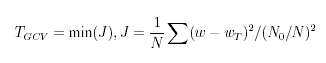 T_{GCV} = min(J), J = \frac{1}{N} \sum (w − w_T)^2/(N_0/N)^2